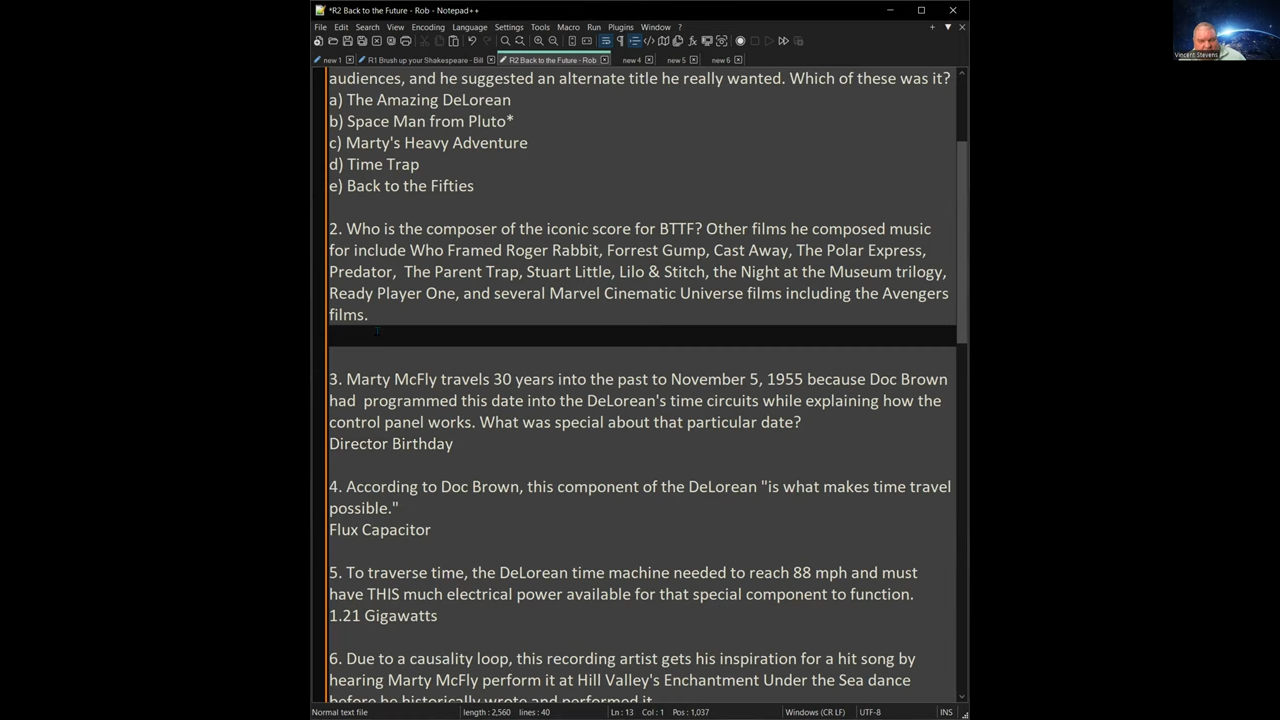 *R2 Back to the Future - Rob - Notepad++
File Edit Search View Encoding Language Settings Tools Macro Run Plugins Window ?
new 1 R1 Brush up your Shakespeare - Bill R2 Back to the Future - Rob new 4 new 5 new 6
Vincent Stevens
audiences, and he suggested an alternate title he really wanted. Which of these was it?
a) The Amazing DeLorean
b) Space Man from Pluto*
c) Marty's Heavy Adventure
d) Time Trap
e) Back to the Fifties
2. Who is the composer of the iconic score for BTTF? Other films he composed music
for include Who Framed Roger Rabbit, Forrest Gump, Cast Away, The Polar Express,
Predator,  The Parent Trap, Stuart Little, Lilo & Stitch, the Night at the Museum trilogy,
Ready Player One, and several Marvel Cinematic Universe films including the Avengers
films.
3. Marty McFly travels 30 years into the past to November 5, 1955 because Doc Brown
had  programmed this date into the DeLorean's time circuits while explaining how the
control panel works. What was special about that particular date?
Director Birthday
4. According to Doc Brown, this component of the DeLorean "is what makes time travel
possible."
Flux Capacitor
5. To traverse time, the DeLorean time machine needed to reach 88 mph and must
have THIS much electrical power available for that special component to function.
1.21 Gigawatts
6. Due to a causality loop, this recording artist gets his inspiration for a hit song by
hearing Marty McFly perform it at Hill Valley's Enchantment Under the Sea dance
before he historically wrote and performed it.
Normal text file length : 2,560 lines : 40 Ln : 13 Col : 1 Pos : 1,037 Windows (CR LF) UTF-8 INS